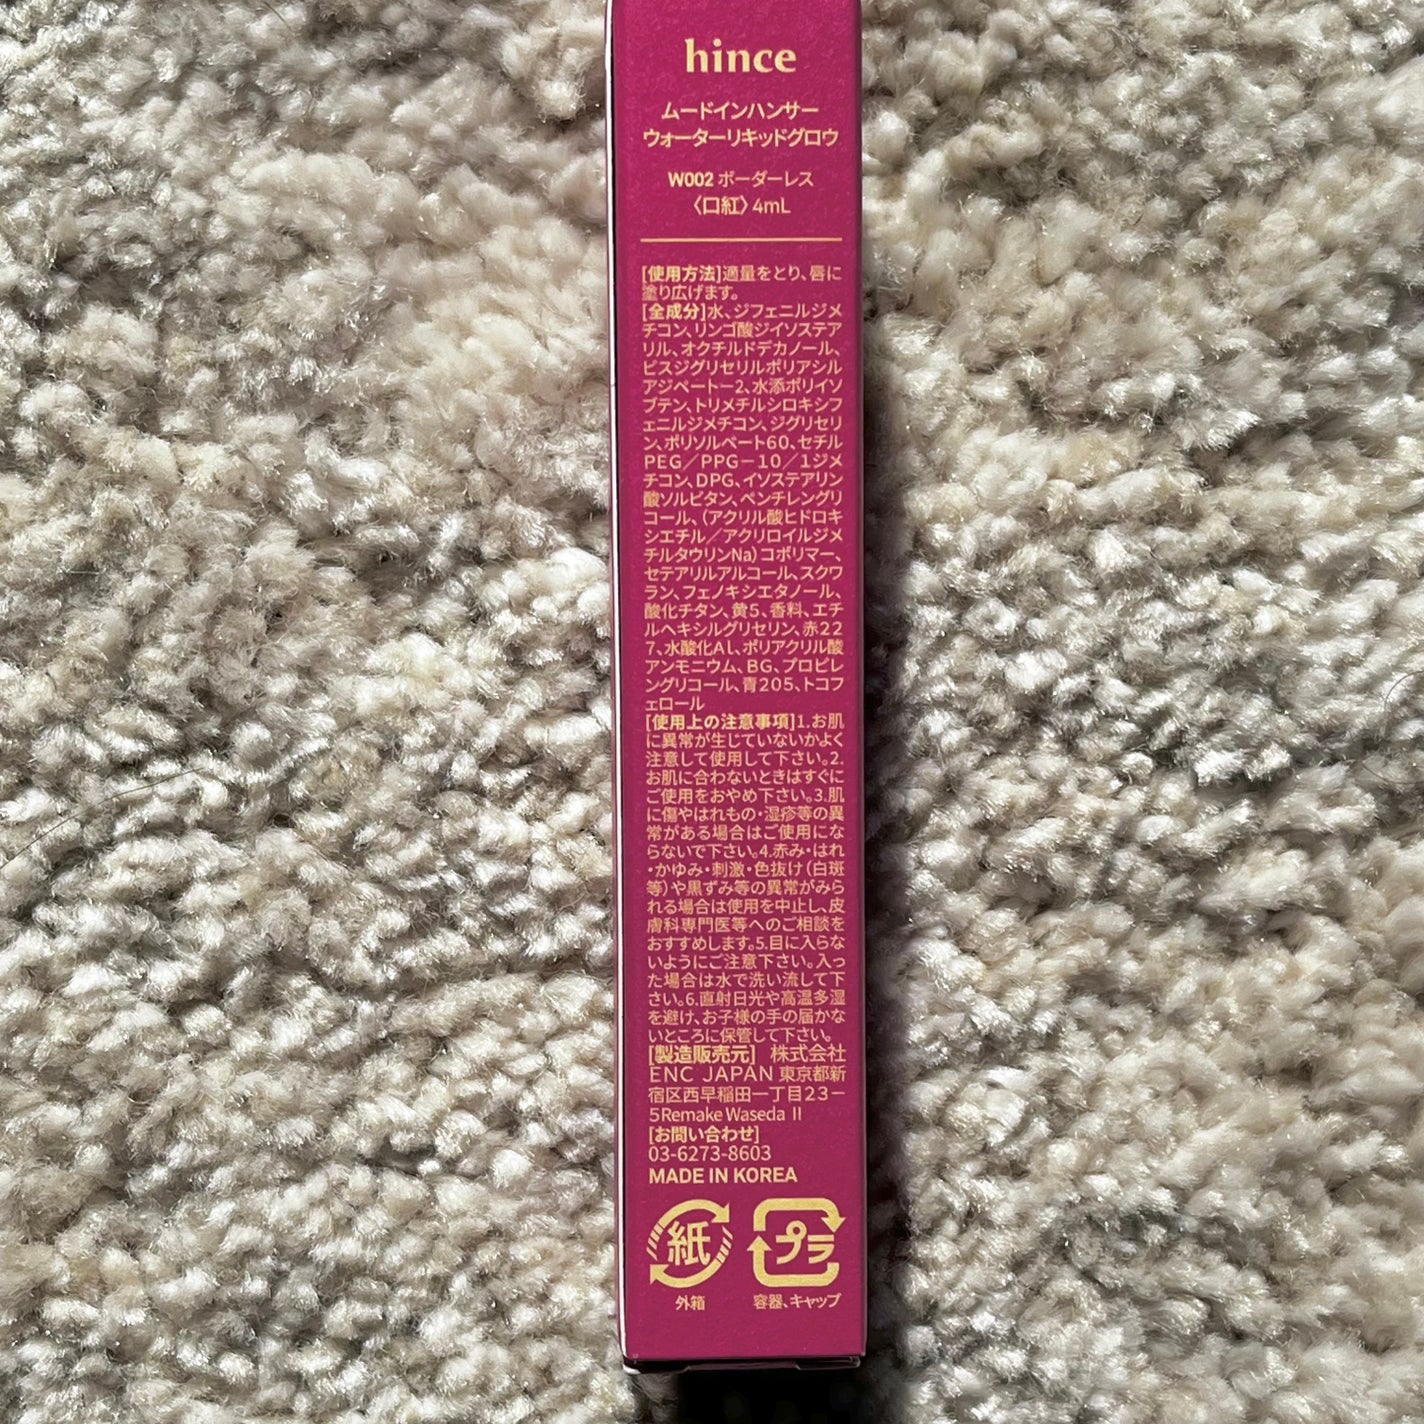 hince
ムードインハンサー
ウォーターリキッドグロウ
W002 ボーダーレス
〈口紅〉4mL
[使用方法]適量をとり、唇に
塗り広げます。
[全成分]水、ジフェニルジメ
チコン、リンゴ酸ジイソステア
リル、オクチルドデカノール、
ビスジグリセリルポリアシル
アジペート－2、水添ポリイソ
ブテン、トリメチルシロキシフ
ェニルジメチコン、ジグリセリ
ン、ポリソルベート60、セチル
PEG／PPG－10／1ジメ
チコン、DPG、イソステアリン
酸ソルビタン、ペンチレングリ
コール、(アクリル酸ヒドロキ
シエチル／アクリロイルジメ
チルタウリンNa)コポリマー、
セテアリルアルコール、スクワ
ラン、フェノキシエタノール、
酸化チタン、黄5、香料、エチ
ルヘキシルグリセリン、赤22
7、水酸化AL、ポリアクリル酸
アンモニウム、BG、プロピレ
ングリコール、青205、トコフ
ェロール
[使用上の注意事項]1.お肌
に異常が生じていないかよく
注意して使用して下さい。2.
お肌に合わないときはすぐに
ご使用をおやめ下さい。3.肌
に傷やはれもの・湿疹等の異
常がある場合はご使用にな
らないで下さい。4.赤み・はれ
・かゆみ・刺激・色抜け(白斑
等)や黒ずみ等の異常がみら
れる場合は使用を中止し、皮
膚科専門医等へのご相談を
おすすめします。5.目に入らな
いようにご注意下さい。入っ
た場合は水で洗い流して下
さい。6.直射日光や高温多湿
を避け、お子様の手の届かな
いところに保管して下さい。
[製造販売元] 株式会社
ENC JAPAN 東京都新
宿区西早稲田一丁目23－
5Remake Waseda Ⅱ
[お問い合わせ]
03-6273-8603
MADE IN KOREA
紙 プラ
外箱 容器、キャップ